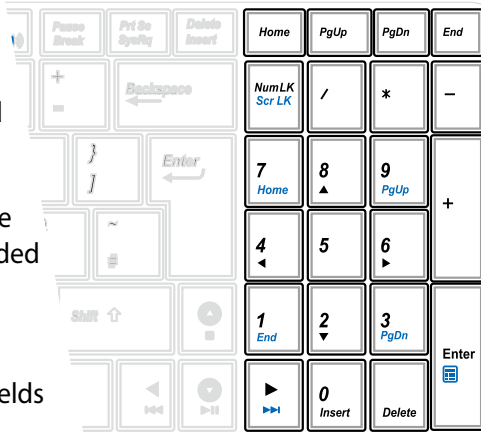 Pause Break
Prt Sc SysRq
Delete Insert
Home
PgUp
PgDn
End
+
=
Backspace
NumLK
Scr LK
/
*
-
}
]
Enter
7
Home
8
9
PgUp
+
~
#
4
5
6
Shift
1
End
2
3
PgDn
Enter
0
Insert
Delete
e
ded
elds